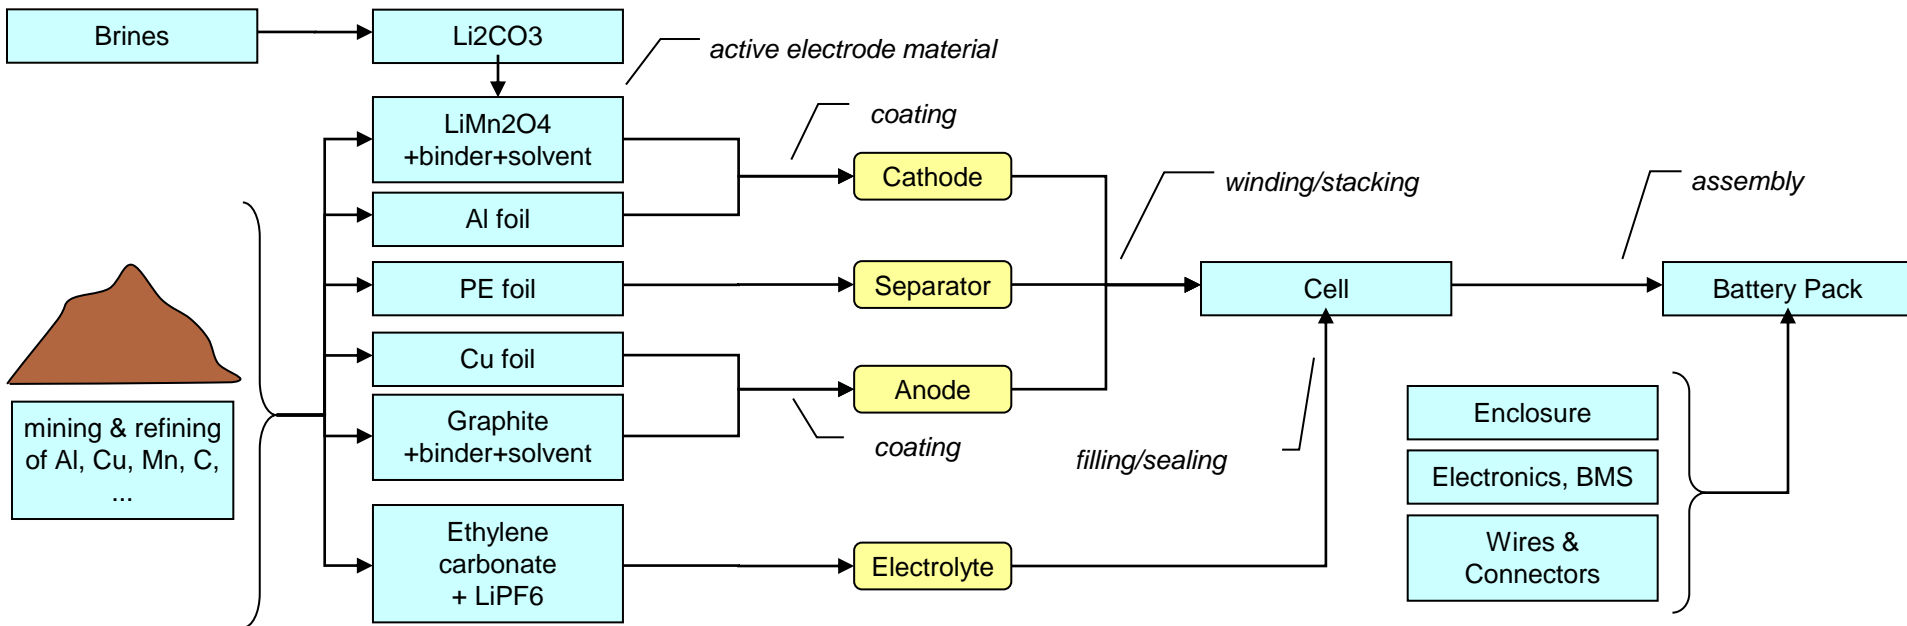 Brines
Li2CO3
active electrode material
LiMn2O4
+binder+solvent
coating
Cathode
winding/stacking
assembly
Al foil
PE foil
Separator
Cell
Battery Pack
Cu foil
Anode
mining & refining
of Al, Cu, Mn, C,
...
Graphite
+binder+solvent
coating
filling/sealing
Enclosure
Electronics, BMS
Wires &
Connectors
Ethylene
carbonate
+ LiPF6
Electrolyte